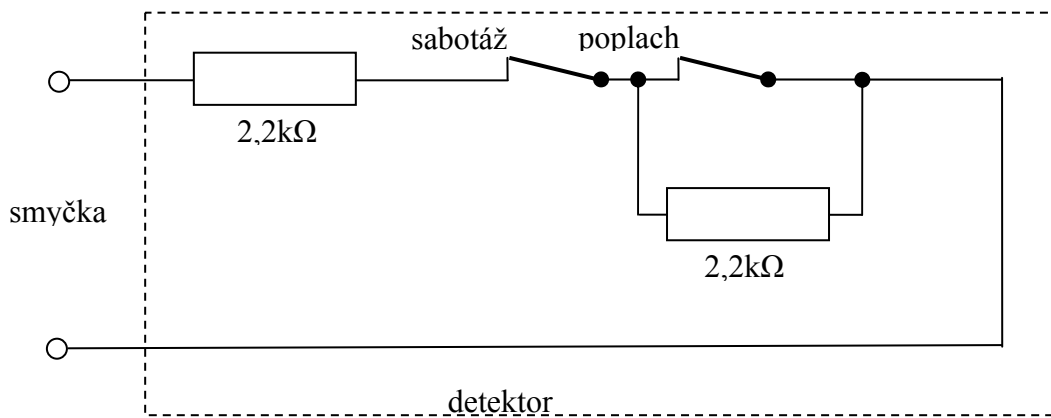 sabotáž
poplach
2,2kΩ
smyčka
2,2kΩ
detektor